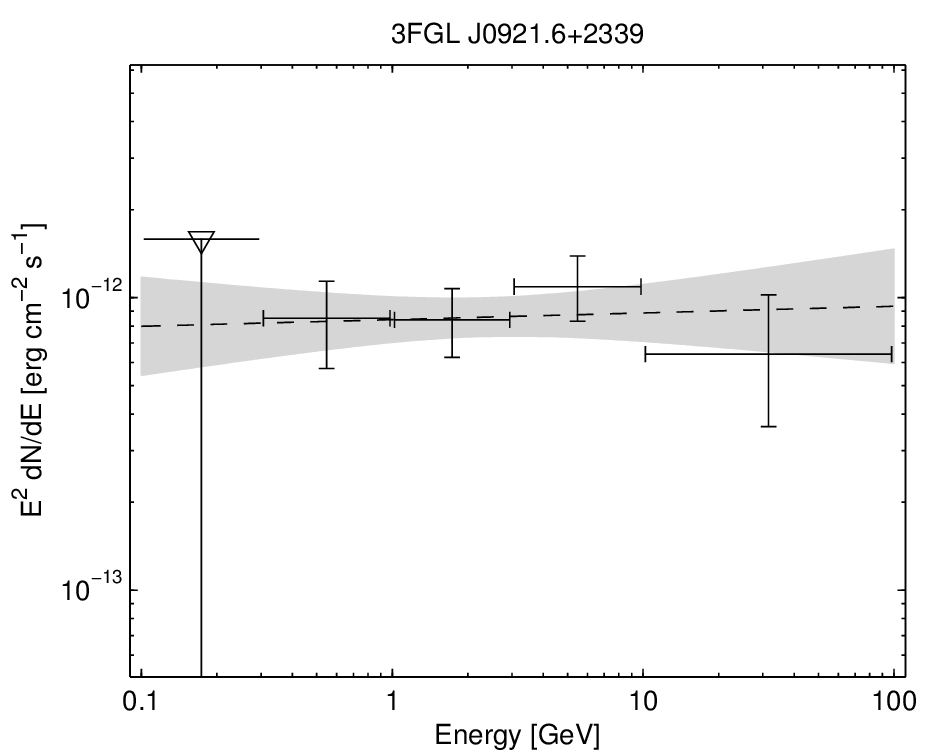 3FGL J0921.6+2339
E² dN/dE [erg cm⁻² s⁻¹]
10⁻¹²
10⁻¹³
0.1 1 10 100
Energy [GeV]